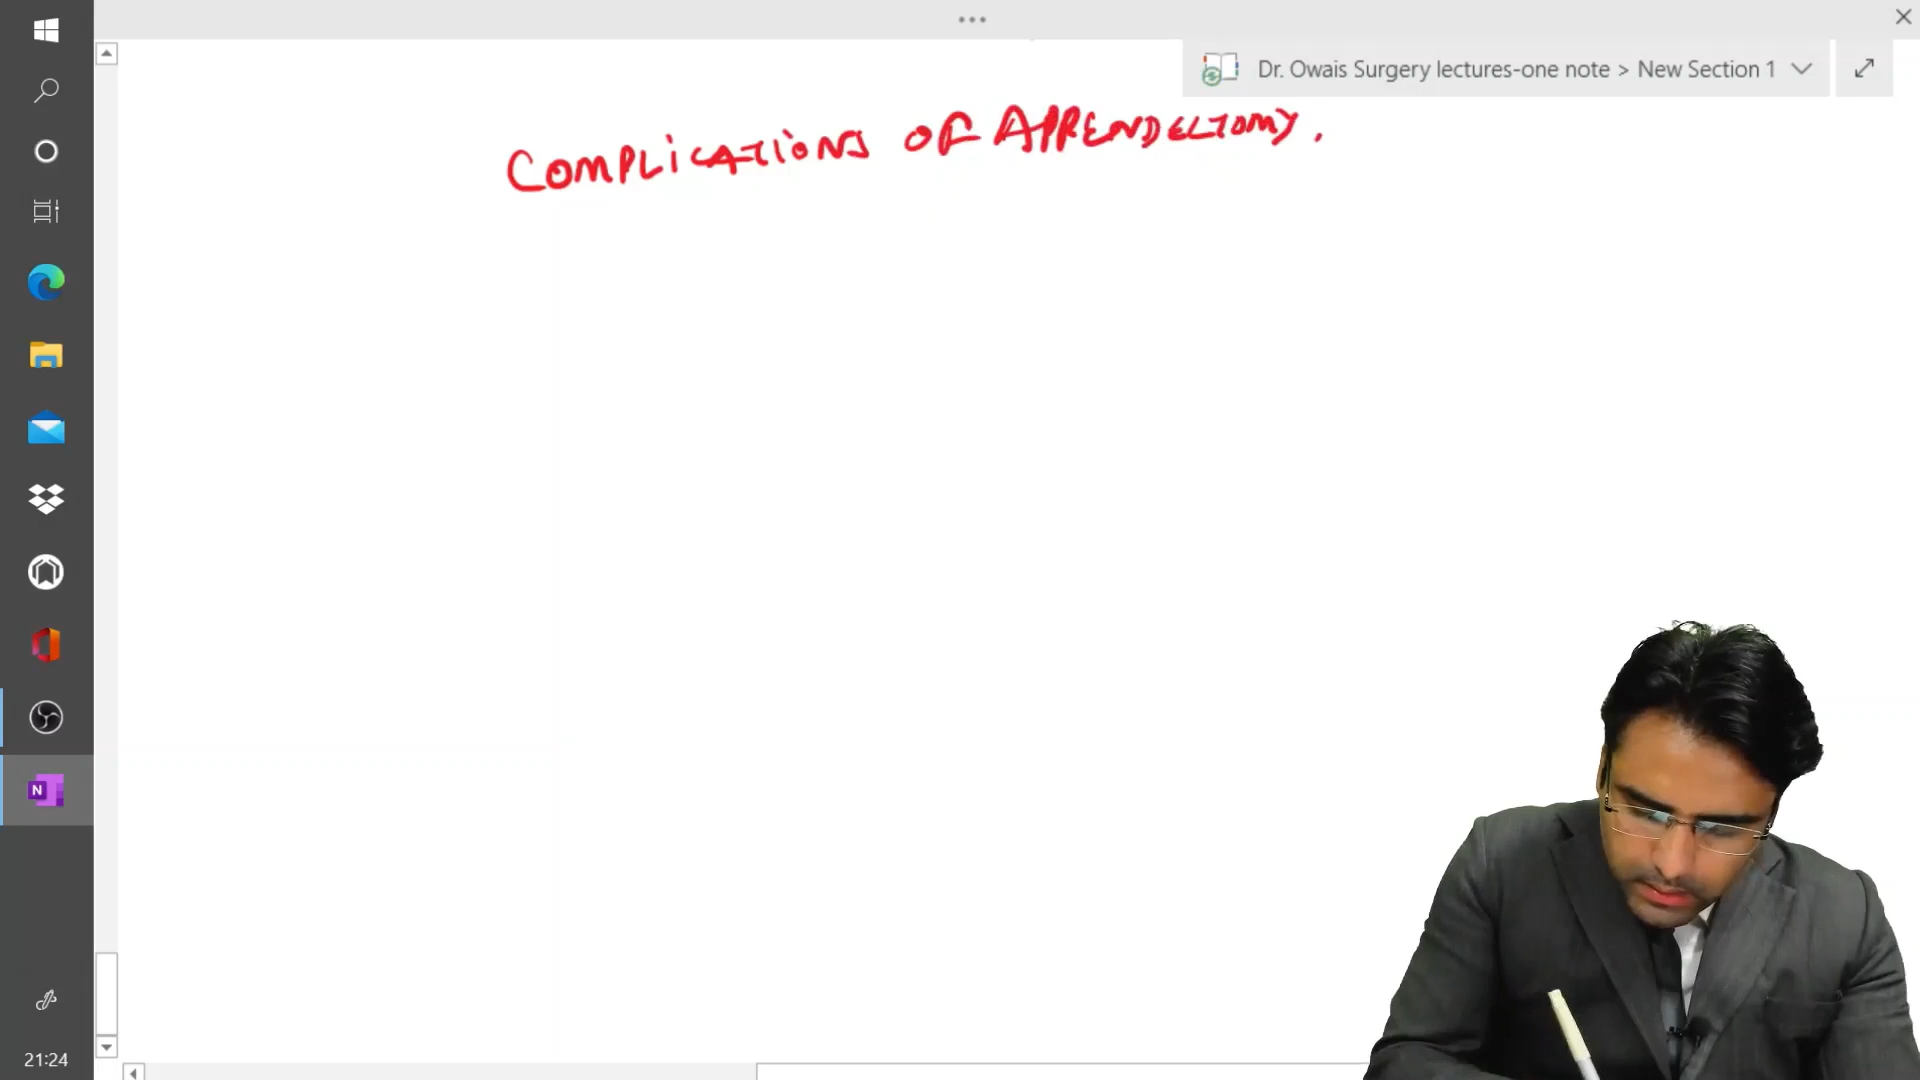 Dr. Owais Surgery lectures-one note > New Section 1
COMPLICATIONS OF APPENDECTOMY.
N
21:24